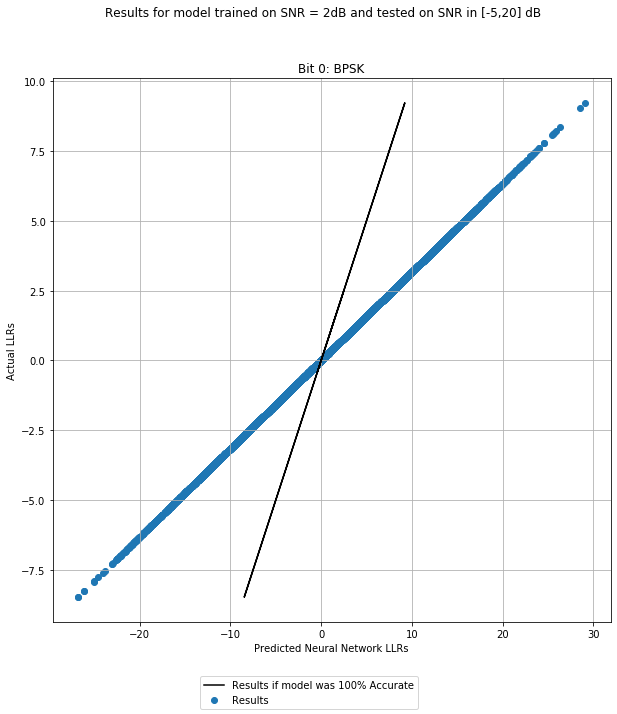 Results for model trained on SNR = 2dB and tested on SNR in [-5,20] dB
Bit 0: BPSK
10.0
7.5
5.0
2.5
0.0
−2.5
−5.0
−7.5
Actual LLRs
−20
−10
0
10
20
30
Predicted Neural Network LLRs
Results if model was 100% Accurate
Results